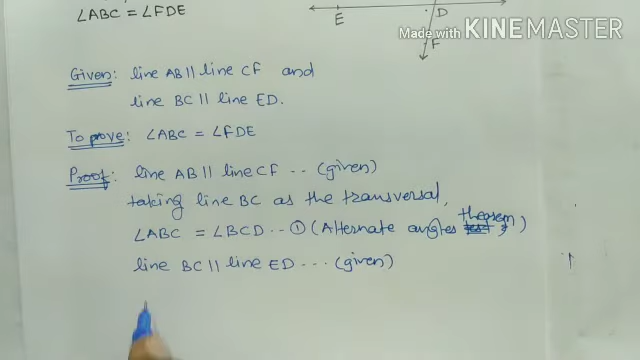 ∠ABC = ∠FDE
E
D
F
Made with KINEMASTER
Given: line AB || line CF and
line BC || line ED.
To prove: ∠ABC = ∠FDE
Proof: line AB || line CF .. (given)
taking line BC as the transversal,
∠ABC = ∠BCD -- ① (Alternate angles theorem)
line BC || line ED --- (given)